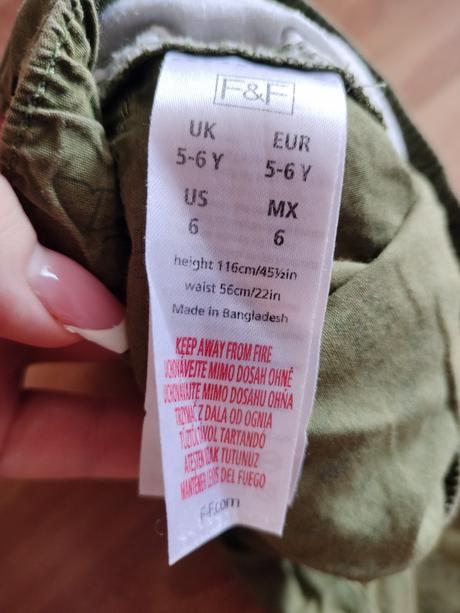 F&F
UK EUR
5-6 Y 5-6 Y
US MX
6 6
height 116cm/45½in
waist 56cm/22in
Made in Bangladesh
KEEP AWAY FROM FIRE
UCHOVÁVEJTE MIMO DOSAH OHNĚ
UCHOVÁVAJTE MIMO DOSAHU OHŇA
TRZYMAĆ Z DALA OD OGNIA
TŰZTŐL TÁVOL TARTANDÓ
ATEŞTEN UZAK TUTUNUZ
MANTENER LEJOS DEL FUEGO
F-F.com